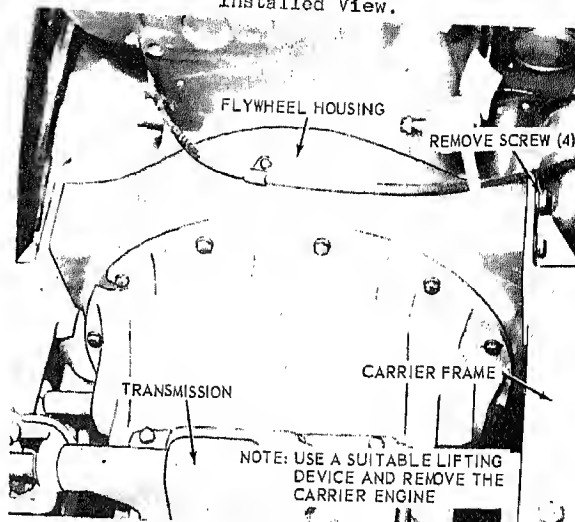 Installed View.
FLYWHEEL HOUSING
REMOVE SCREW (4)
CARRIER FRAME
TRANSMISSION
NOTE: USE A SUITABLE LIFTING
DEVICE AND REMOVE THE
CARRIER ENGINE